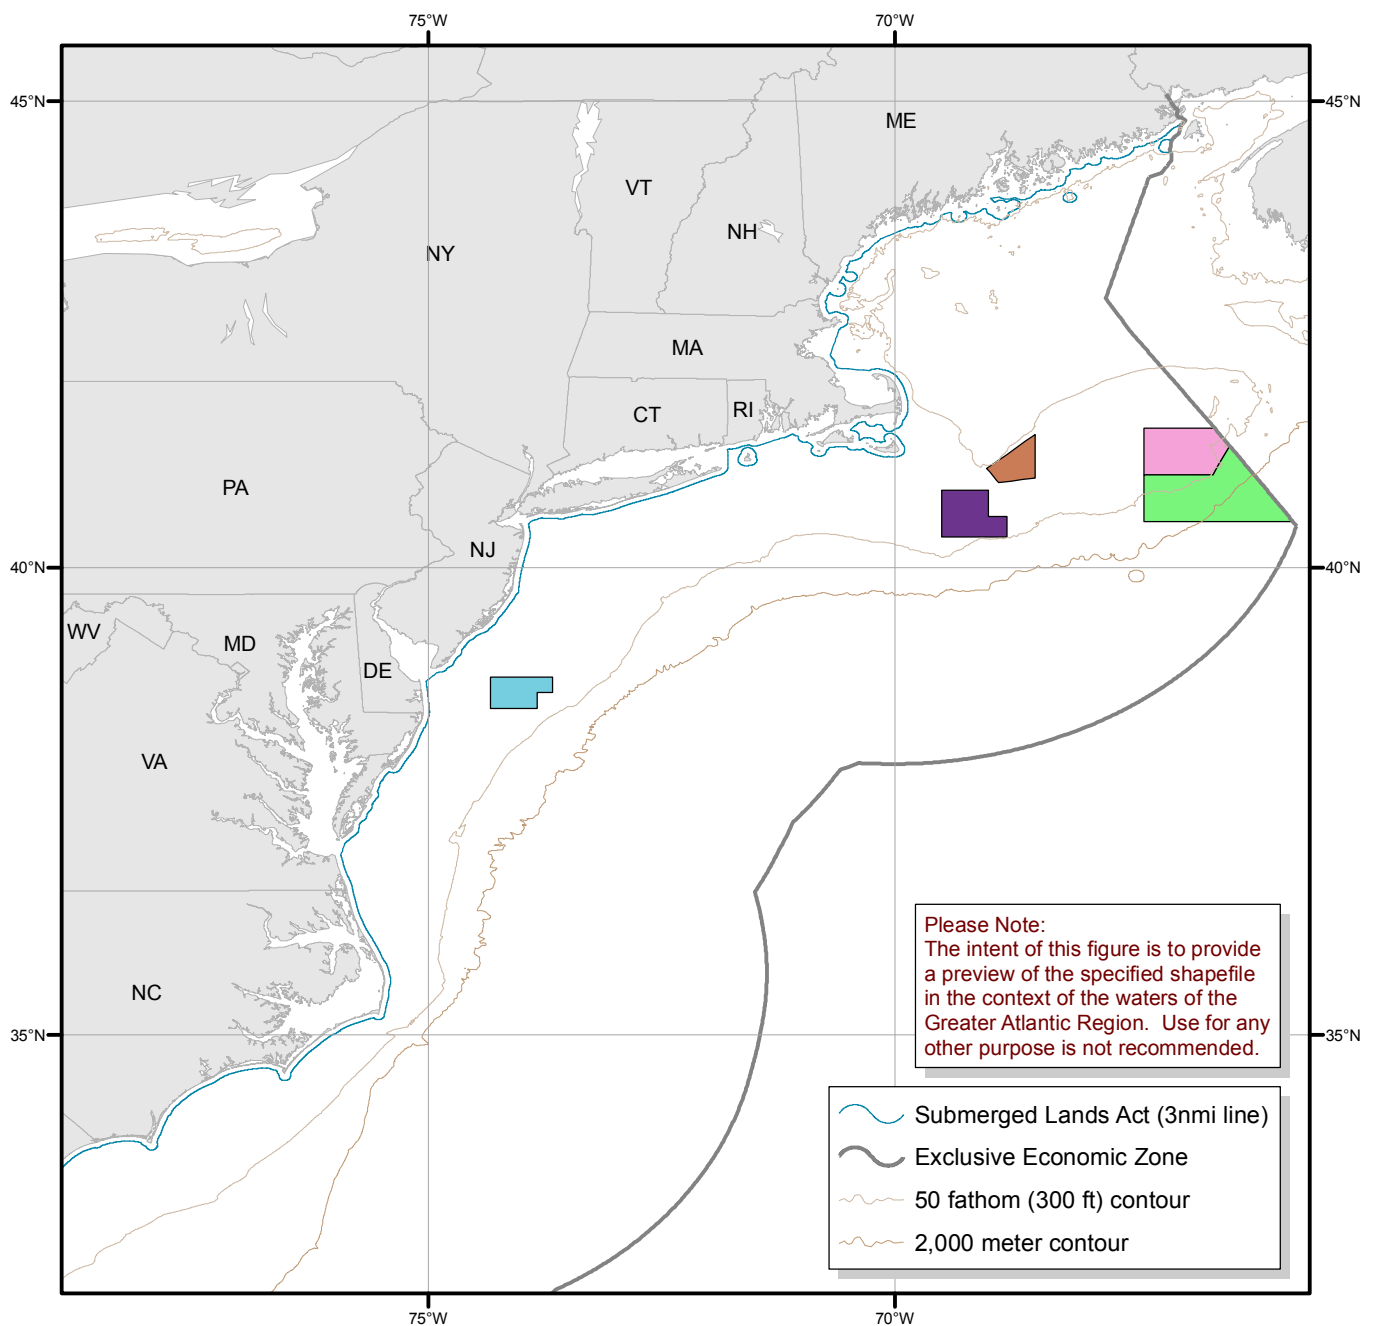 75°W
70°W
45°N
45°N
ME
VT
NH
NY
MA
CT
RI
PA
NJ
40°N
40°N
WV
MD
DE
VA
NC
35°N
35°N
Please Note:
The intent of this figure is to provide
a preview of the specified shapefile
in the context of the waters of the
Greater Atlantic Region.  Use for any
other purpose is not recommended.
Submerged Lands Act (3nmi line)
Exclusive Economic Zone
50 fathom (300 ft) contour
2,000 meter contour
75°W
70°W